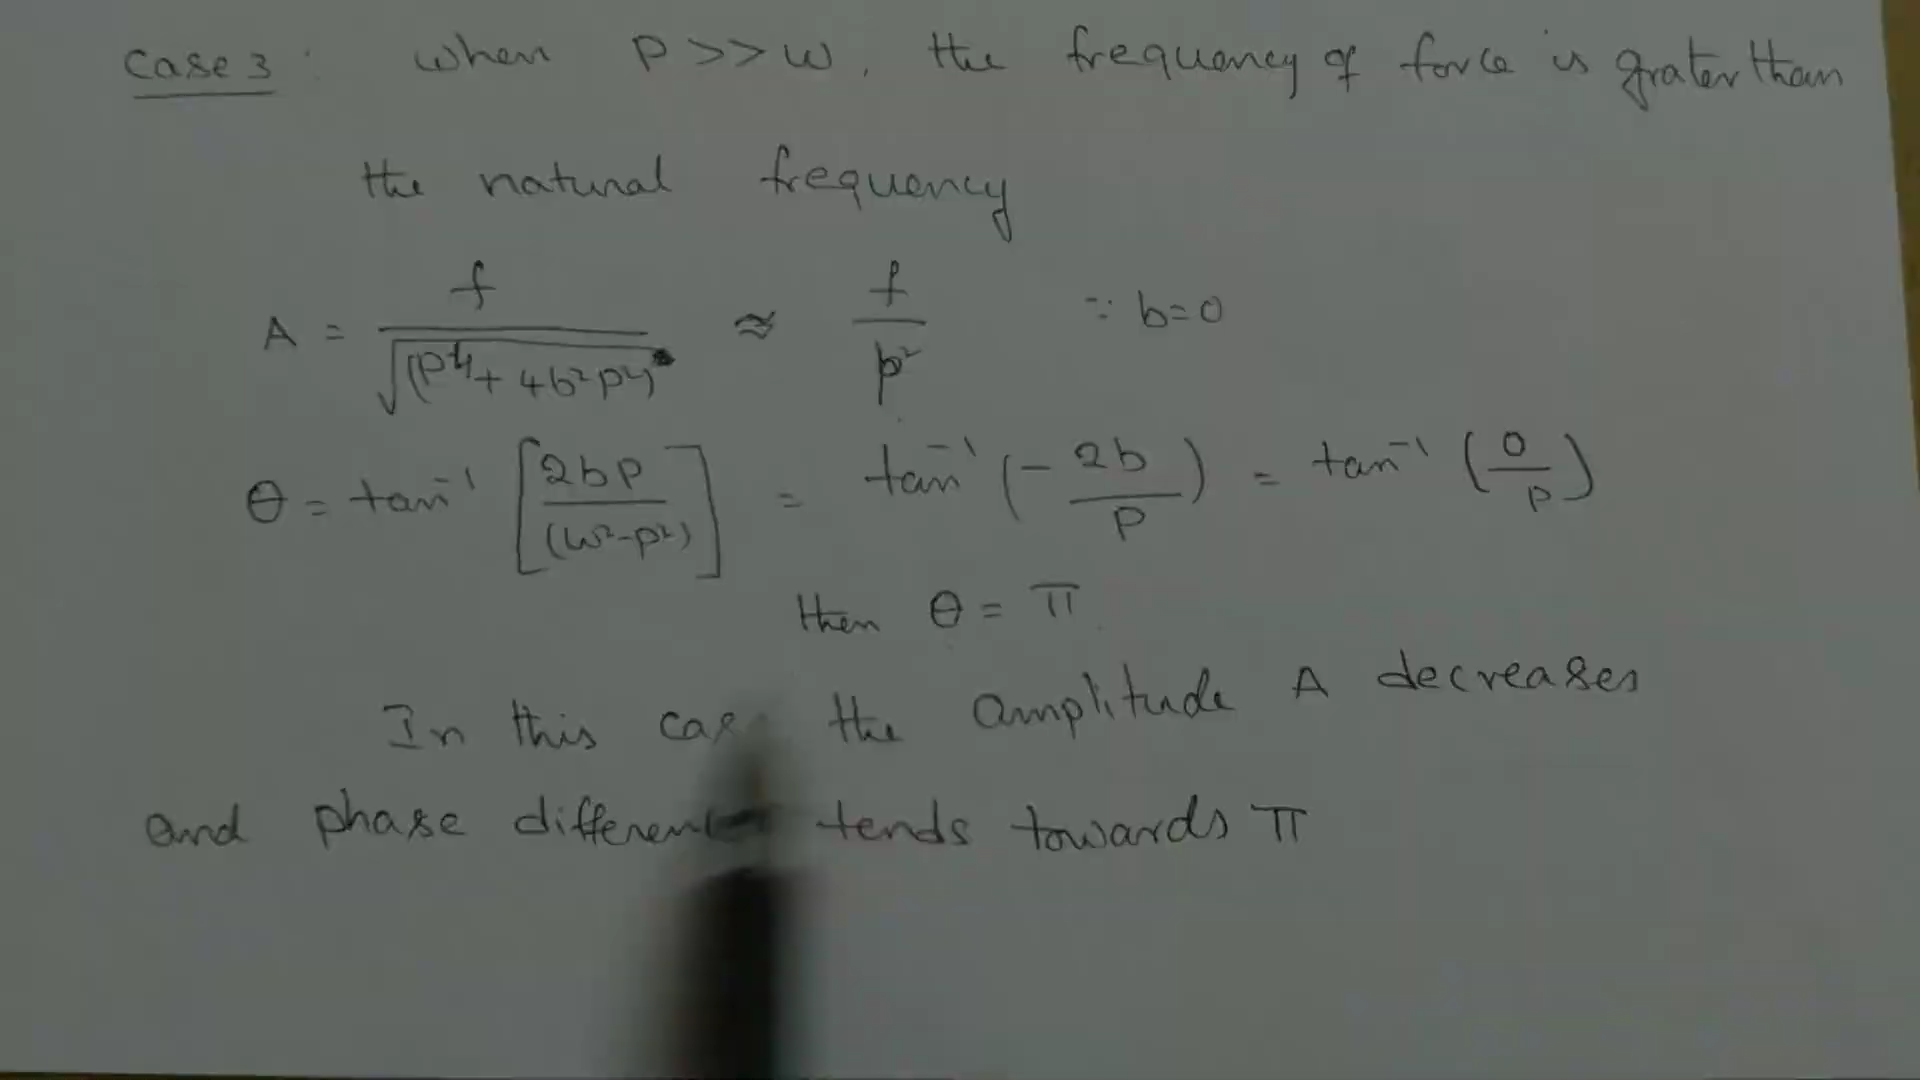 Case 3 : when P >> ω, the frequency of force is grater than
the natural frequency
A = f / √(P⁴ + 4b²p²) ≈ f / p² ∵ b=0
θ = tan⁻¹ [2bp / (ω²-p²)] = tan⁻¹ (- 2b / P) = tan⁻¹ (0 / P)
then θ = π
In this case the amplitude A decreases
and phase different tends towards π